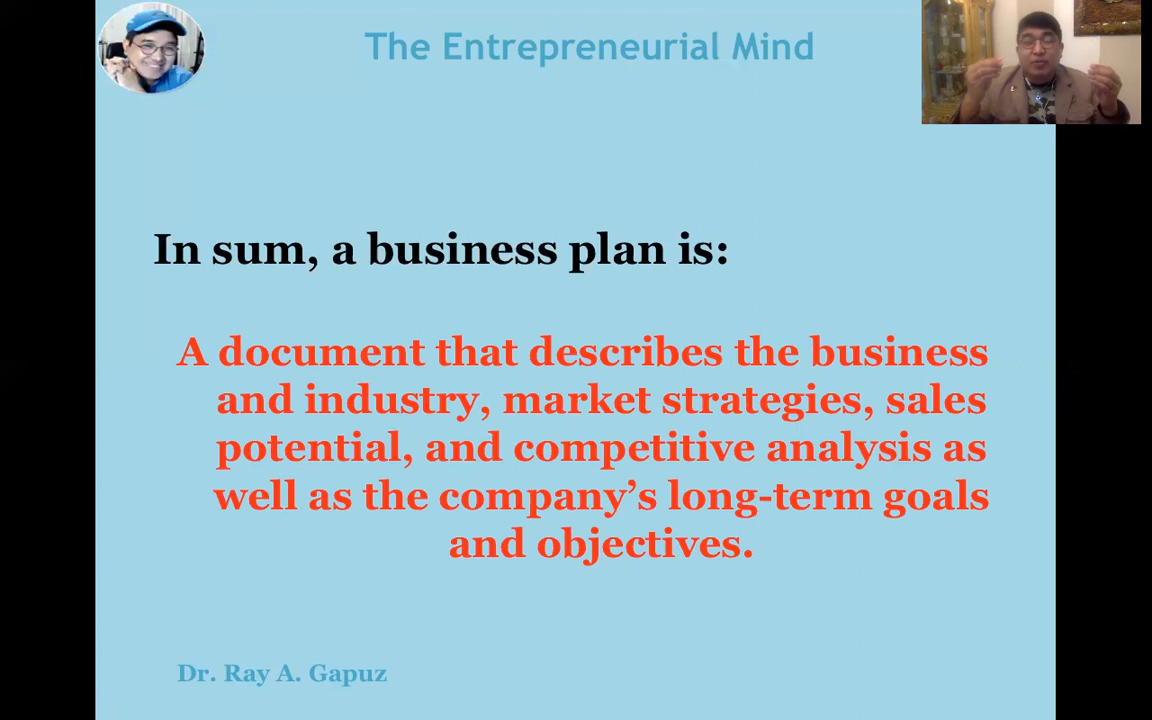 The Entrepreneurial Mind
In sum, a business plan is:
A document that describes the business
and industry, market strategies, sales
potential, and competitive analysis as
well as the company’s long-term goals
and objectives.
Dr. Ray A. Gapuz